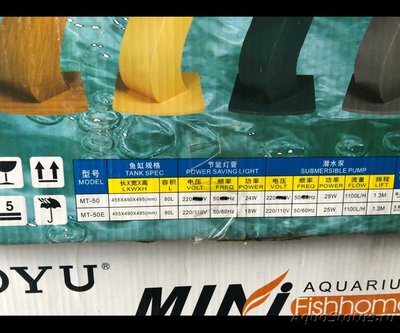 型号 鱼缸规格 节能灯管 潜水泵
MODEL TANK SPEC POWER SAVING LIGHT SUBMERSIBLE PUMP
长X宽X高 容积 电压 频率 功率 电压 频率 功率 流量 扬程
LXWXH L VOLT FREQ POWER VOLT FREQ POWER FLOW LIFT
MT-50 455X490X495(mm) 80L 220 50 24W 220 50 25W 1100L/H 1.3M
MT-50E 455X490X495(mm) 80L 220/110V 50/60Hz 18W 220/110V 50/60Hz 25W 1100L/H 1.3M
5
OYU®
MINi AQUARIU
Fishhome